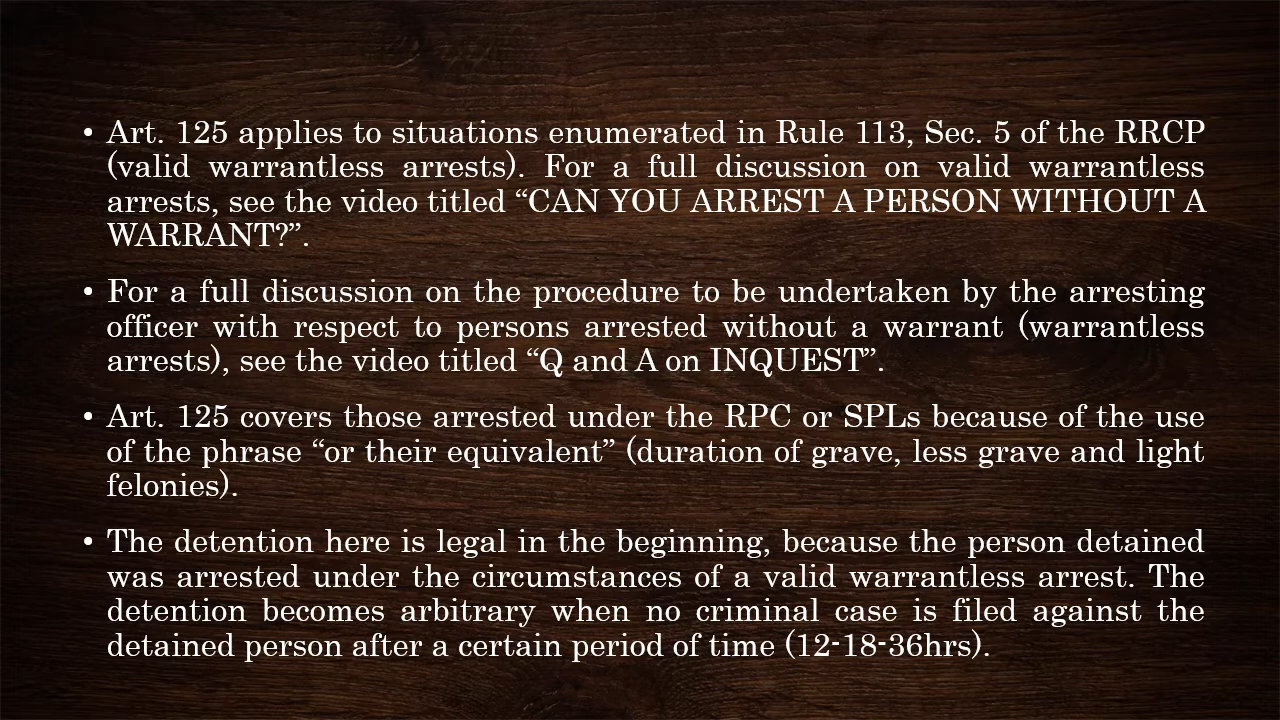 • Art. 125 applies to situations enumerated in Rule 113, Sec. 5 of the RRCP
(valid warrantless arrests). For a full discussion on valid warrantless
arrests, see the video titled “CAN YOU ARREST A PERSON WITHOUT A
WARRANT?”.
• For a full discussion on the procedure to be undertaken by the arresting
officer with respect to persons arrested without a warrant (warrantless
arrests), see the video titled “Q and A on INQUEST”.
• Art. 125 covers those arrested under the RPC or SPLs because of the use
of the phrase “or their equivalent” (duration of grave, less grave and light
felonies).
• The detention here is legal in the beginning, because the person detained
was arrested under the circumstances of a valid warrantless arrest. The
detention becomes arbitrary when no criminal case is filed against the
detained person after a certain period of time (12-18-36hrs).